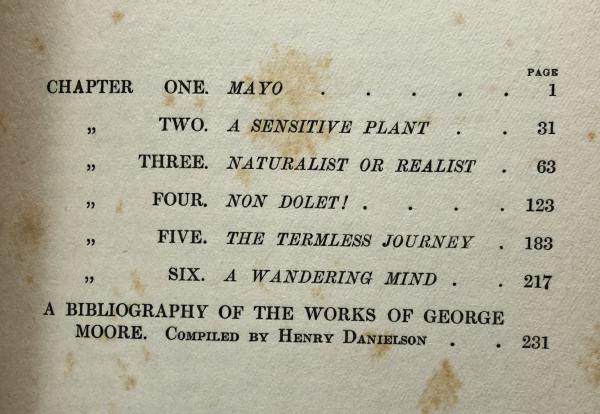 PAGE
CHAPTER ONE. MAYO . . . . . 1
„ TWO. A SENSITIVE PLANT . . 31
„ THREE. NATURALIST OR REALIST . 63
„ FOUR. NON DOLET! . . . . 123
„ FIVE. THE TERMLESS JOURNEY . 183
„ SIX. A WANDERING MIND . . 217
A BIBLIOGRAPHY OF THE WORKS OF GEORGE
MOORE. COMPILED BY HENRY DANIELSON . . 231